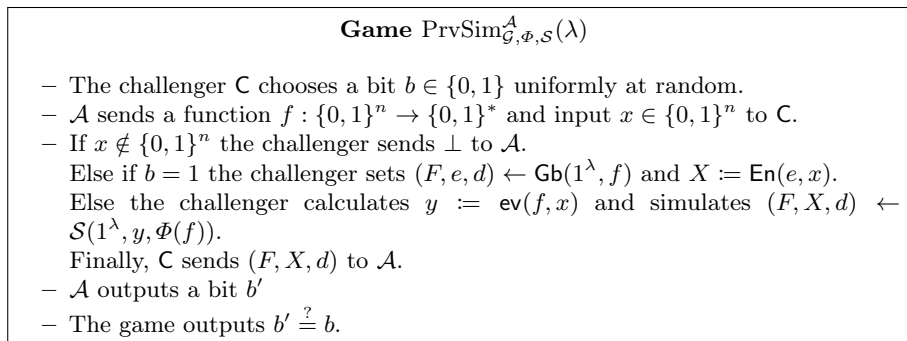 Game PrvSim^𝒜_{𝒢,Φ,𝒮}(λ)
– The challenger C chooses a bit b ∈ {0, 1} uniformly at random.
– 𝒜 sends a function f : {0, 1}^n → {0, 1}^* and input x ∈ {0, 1}^n to C.
– If x ∉ {0, 1}^n the challenger sends ⊥ to 𝒜.
Else if b = 1 the challenger sets (F, e, d) ← Gb(1^λ, f) and X := En(e, x).
Else the challenger calculates y := ev(f, x) and simulates (F, X, d) ←
𝒮(1^λ, y, Φ(f)).
Finally, C sends (F, X, d) to 𝒜.
– 𝒜 outputs a bit b′
– The game outputs b′ ≟ b.